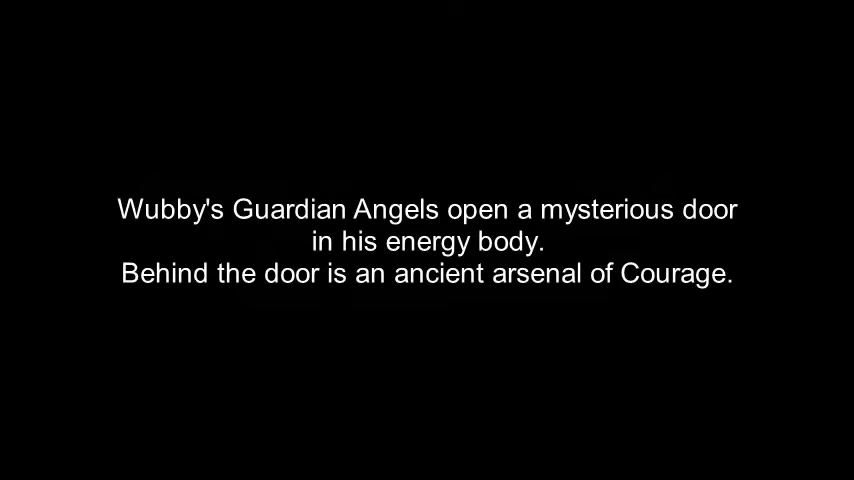 Wubby's Guardian Angels open a mysterious door
in his energy body.
Behind the door is an ancient arsenal of Courage.